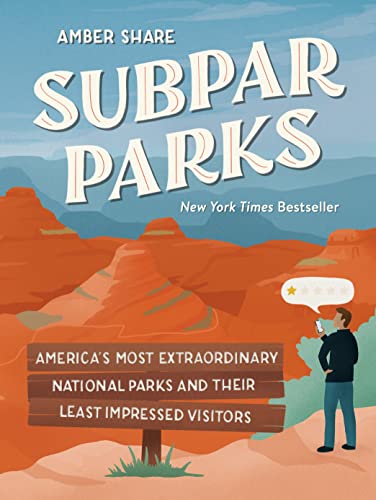 AMBER SHARE
SUBPAR
PARKS
New York Times Bestseller
AMERICA'S MOST EXTRAORDINARY
NATIONAL PARKS AND THEIR
LEAST IMPRESSED VISITORS